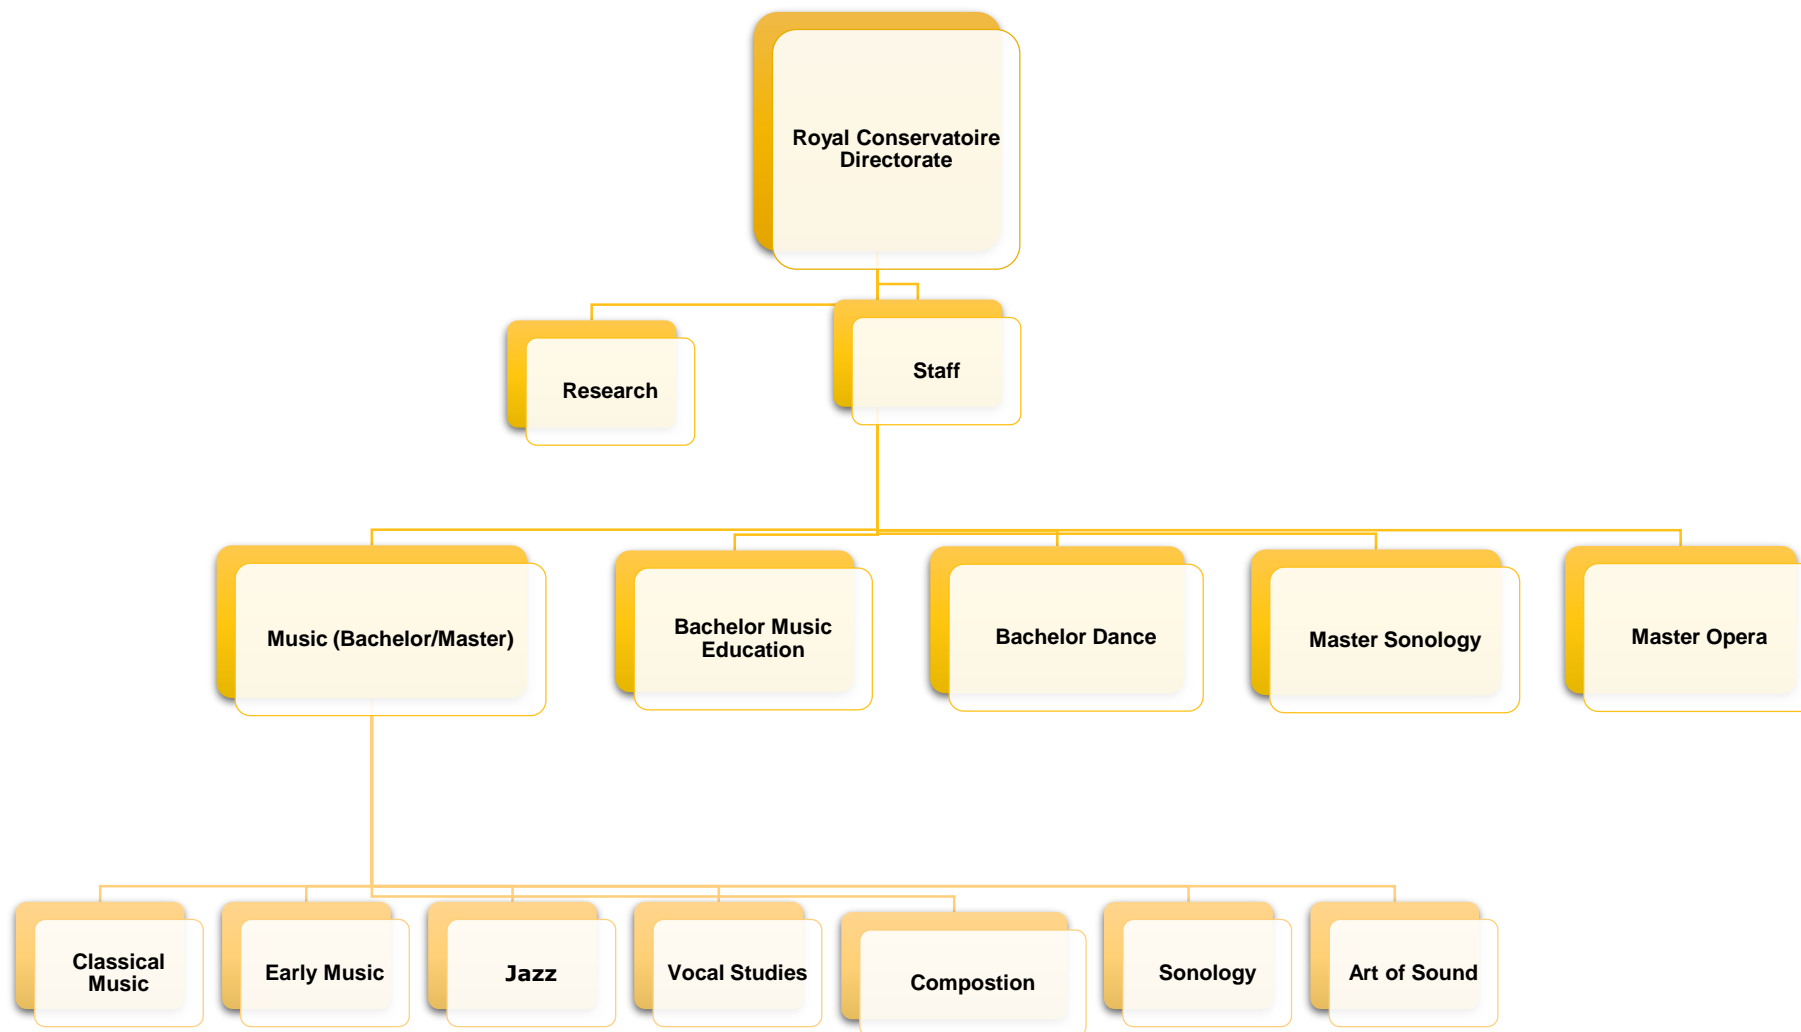 Royal Conservatoire
Directorate
Research
Staff
Music (Bachelor/Master)
Bachelor Music
Education
Bachelor Dance
Master Sonology
Master Opera
Classical
Music
Early Music
Jazz
Vocal Studies
Compostion
Sonology
Art of Sound